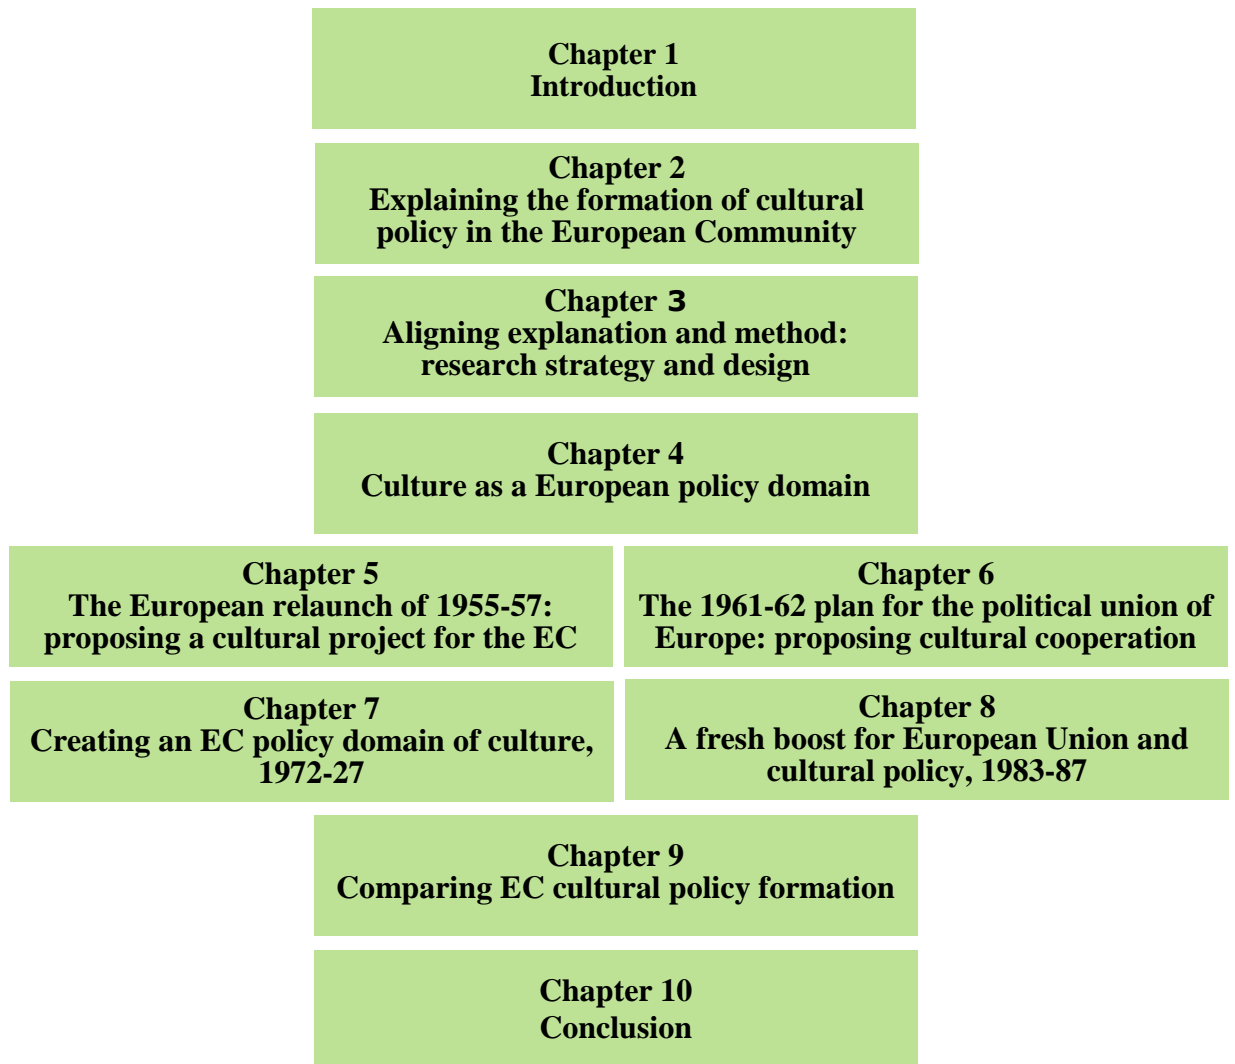 Chapter 1
Introduction
Chapter 2
Explaining the formation of cultural
policy in the European Community
Chapter 3
Aligning explanation and method:
research strategy and design
Chapter 4
Culture as a European policy domain
Chapter 5
The European relaunch of 1955-57:
proposing a cultural project for the EC
Chapter 6
The 1961-62 plan for the political union of
Europe: proposing cultural cooperation
Chapter 7
Creating an EC policy domain of culture,
1972-27
Chapter 8
A fresh boost for European Union and
cultural policy, 1983-87
Chapter 9
Comparing EC cultural policy formation
Chapter 10
Conclusion